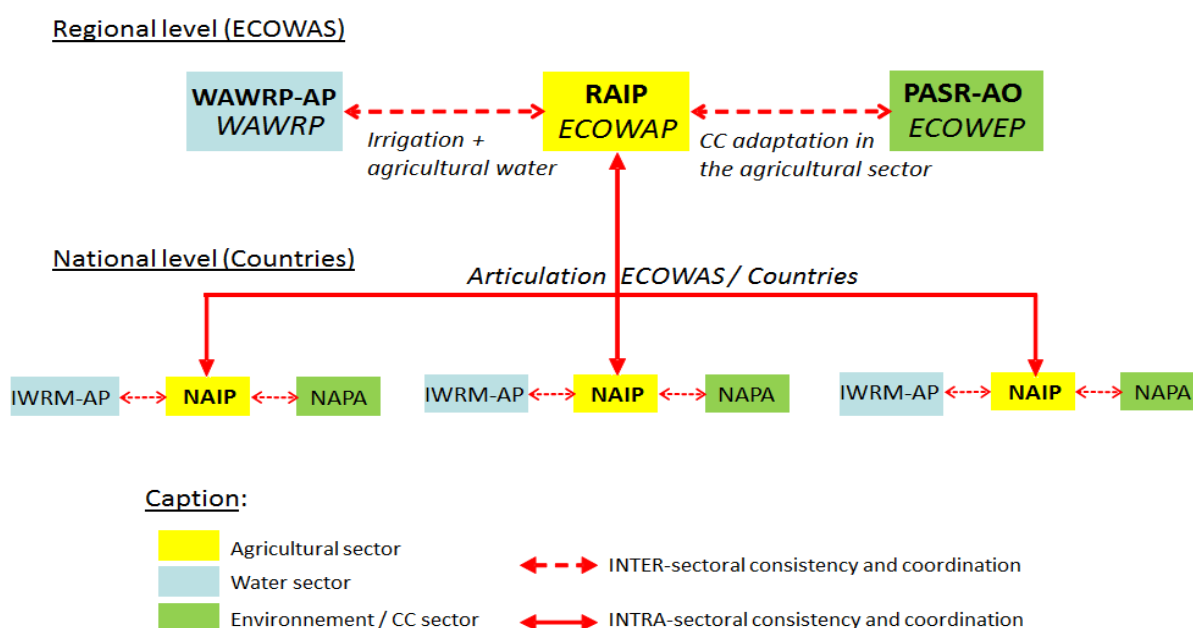 Regional level (ECOWAS)
WAWRP-AP
WAWRP
RAIP
ECOWAP
PASR-AO
ECOWEP
Irrigation +
agricultural water
CC adaptation in
the agricultural sector
National level (Countries)
Articulation ECOWAS / Countries
IWRM-AP
NAIP
NAPA
IWRM-AP
NAIP
NAPA
IWRM-AP
NAIP
NAPA
Caption:
Agricultural sector
Water sector
Environnement / CC sector
INTER-sectoral consistency and coordination
INTRA-sectoral consistency and coordination